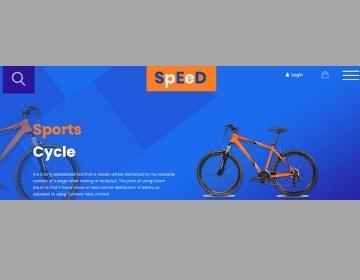 SpEeD
Login
Sports
Cycle
It is a long established fact that a reader will be distracted by the readable
content of a page when looking at its layout. The point of using Lorem
Ipsum is that it has a more-or-less normal distribution of letters, as
opposed to using 'Content here, content